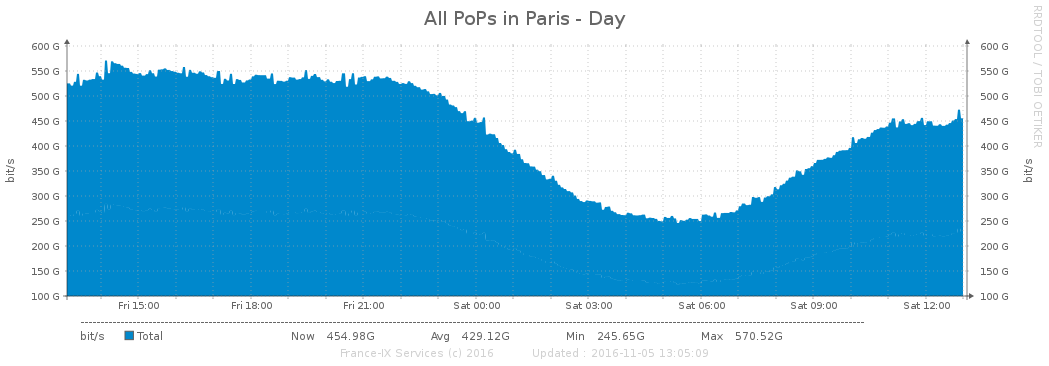 All PoPs in Paris - Day
RRDTOOL / TOBI OETIKER
600 G 600 G
550 G 550 G
500 G 500 G
450 G 450 G
400 G 400 G
350 G 350 G
300 G 300 G
250 G 250 G
200 G 200 G
150 G 150 G
100 G 100 G
bit/s
bit/s
Fri 15:00 Fri 18:00 Fri 21:00 Sat 00:00 Sat 03:00 Sat 06:00 Sat 09:00 Sat 12:00
bit/s Total Now 454.98G Avg 429.12G Min 245.65G Max 570.52G
France-IX Services (c) 2016 Updated : 2016-11-05 13:05:09